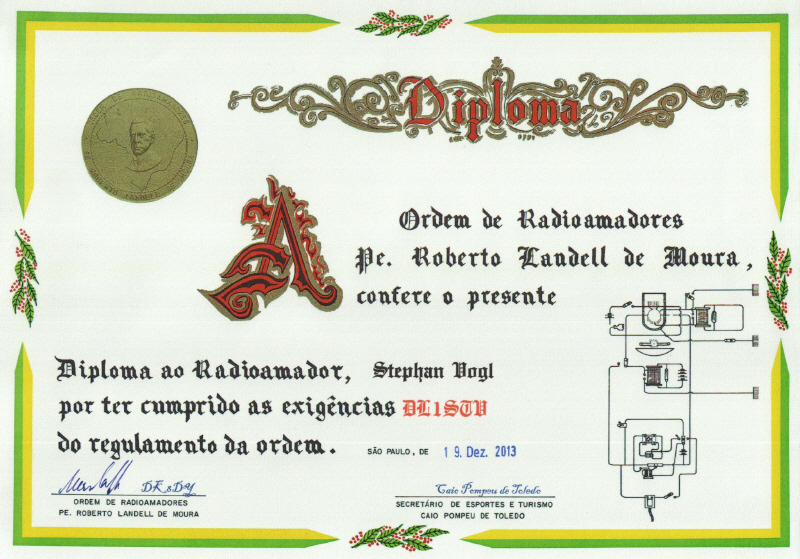 Diploma
A Ordem de Radioamadores
Pe. Roberto Landell de Moura,
confere o presente
Diploma ao Radioamador, Stephan Vogl
por ter cumprido as exigências DL1STV
do regulamento da ordem.
SÃO PAULO, DE 19. Dez. 2013
ORDEM DE RADIOAMADORES
PE. ROBERTO LANDELL DE MOURA
Caio Pompeu de Toledo
SECRETÁRIO DE ESPORTES E TURISMO
CAIO POMPEU DE TOLEDO